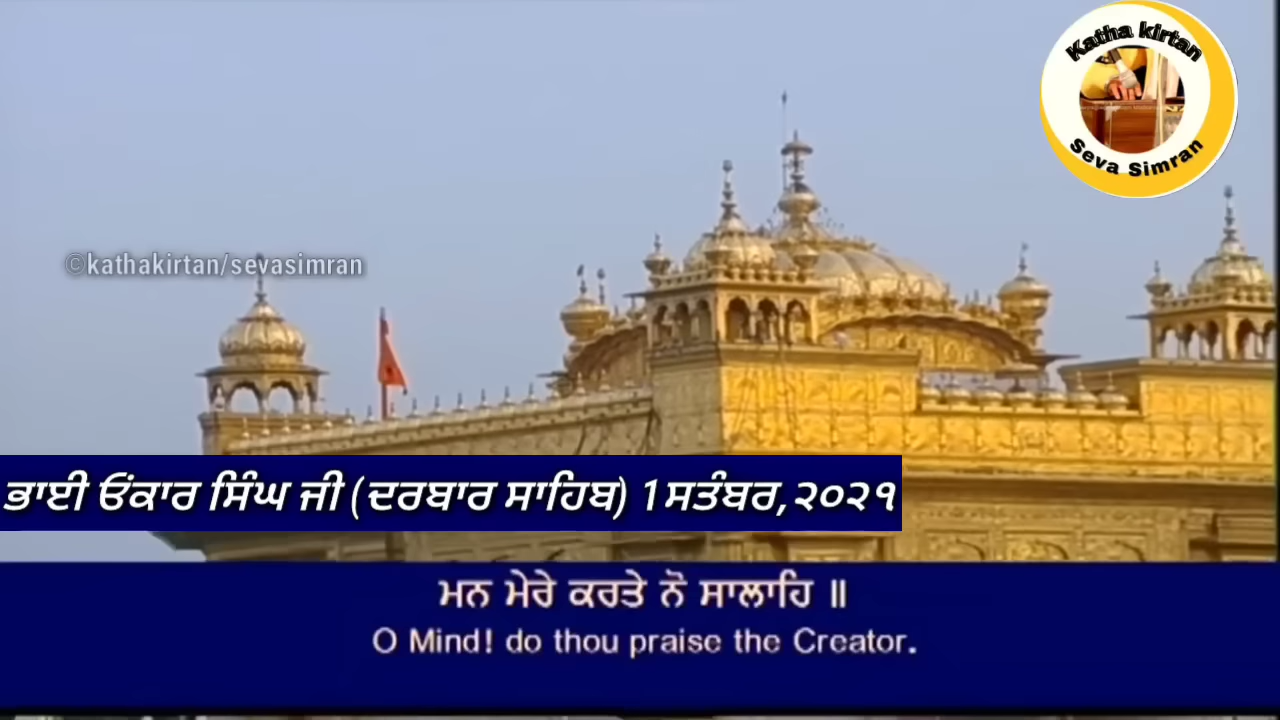 Katha kirtan
Seva Simran
©kathakirtan/sevasimran
ਭਾਈ ਓਂਕਾਰ ਸਿੰਘ ਜੀ (ਦਰਬਾਰ ਸਾਹਿਬ) 1 ਸਤੰਬਰ,੨੦੨੧
ਮਨ ਮੇਰੇ ਕਰਤੇ ਨੋ ਸਾਲਾਹਿ ॥
O Mind! do thou praise the Creator.